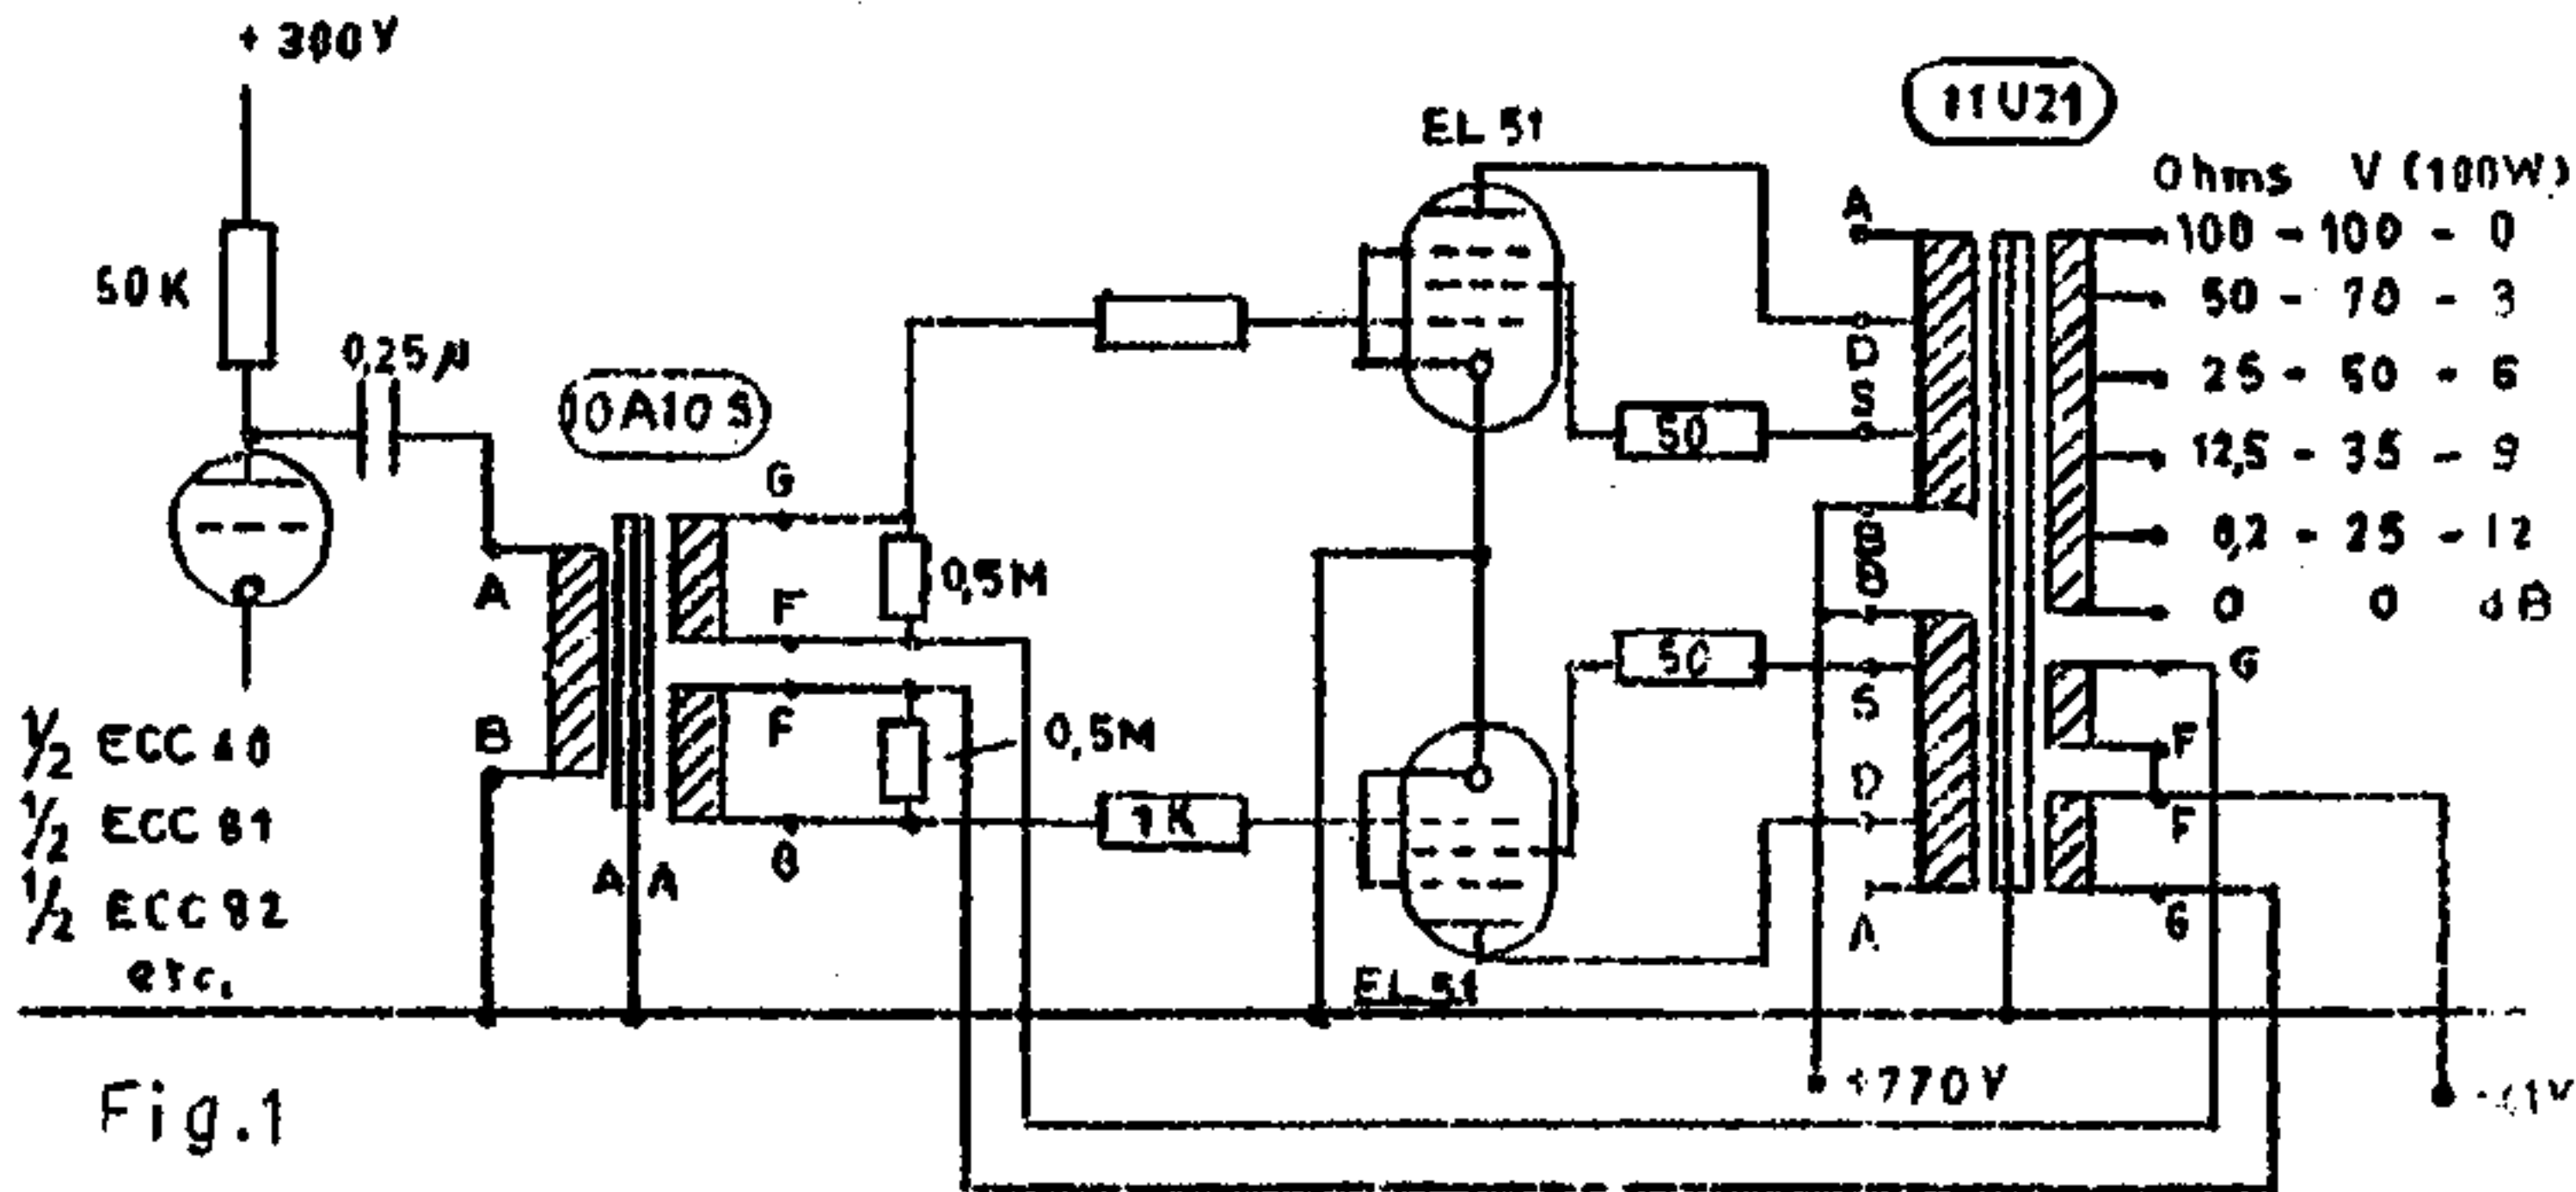 + 300V
50K
0,25 µ
10A10S
G
F
0,5M
F
0,5M
A
B
A A
1K
½ ECC 40
½ ECC 81
½ ECC 82
etc.
EL 51
EL 51
50
50
11U21
A
D
S
B
B
S
D
A
Ohms V (100W)
100 - 100 - 0
50 - 70 - 3
25 - 50 - 6
12,5 - 35 - 9
6,2 - 25 - 12
0 0 dB
G
F
F
G
+770V
Fig.1